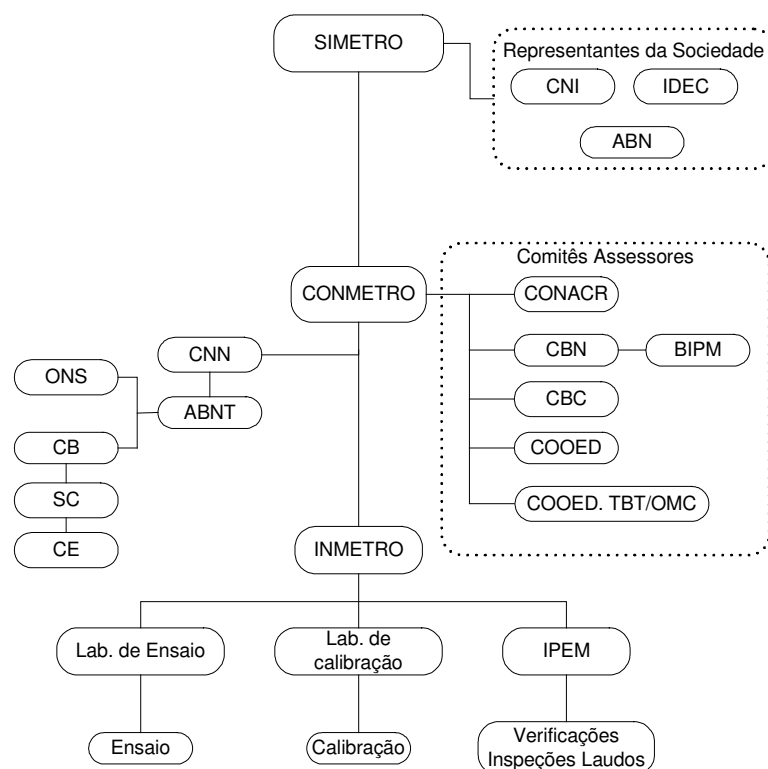 SIMETRO
Representantes da Sociedade
CNI
IDEC
ABN
CONMETRO
Comitês Assessores
CONACR
CBN
BIPM
CBC
COOED
COOED. TBT/OMC
CNN
ONS
ABNT
CB
SC
CE
INMETRO
Lab. de Ensaio
Lab. de
calibração
IPEM
Ensaio
Calibração
Verificações
Inspeções Laudos